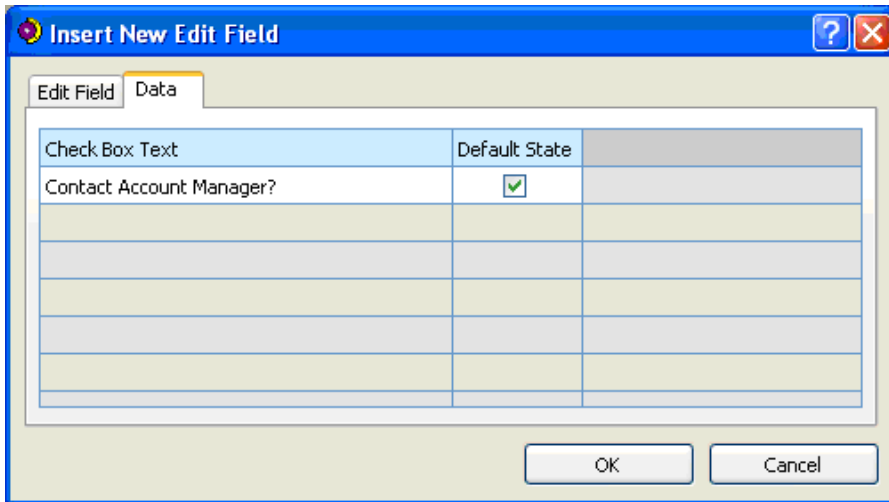 Insert New Edit Field
Edit Field Data
Check Box Text Default State
Contact Account Manager?
OK Cancel